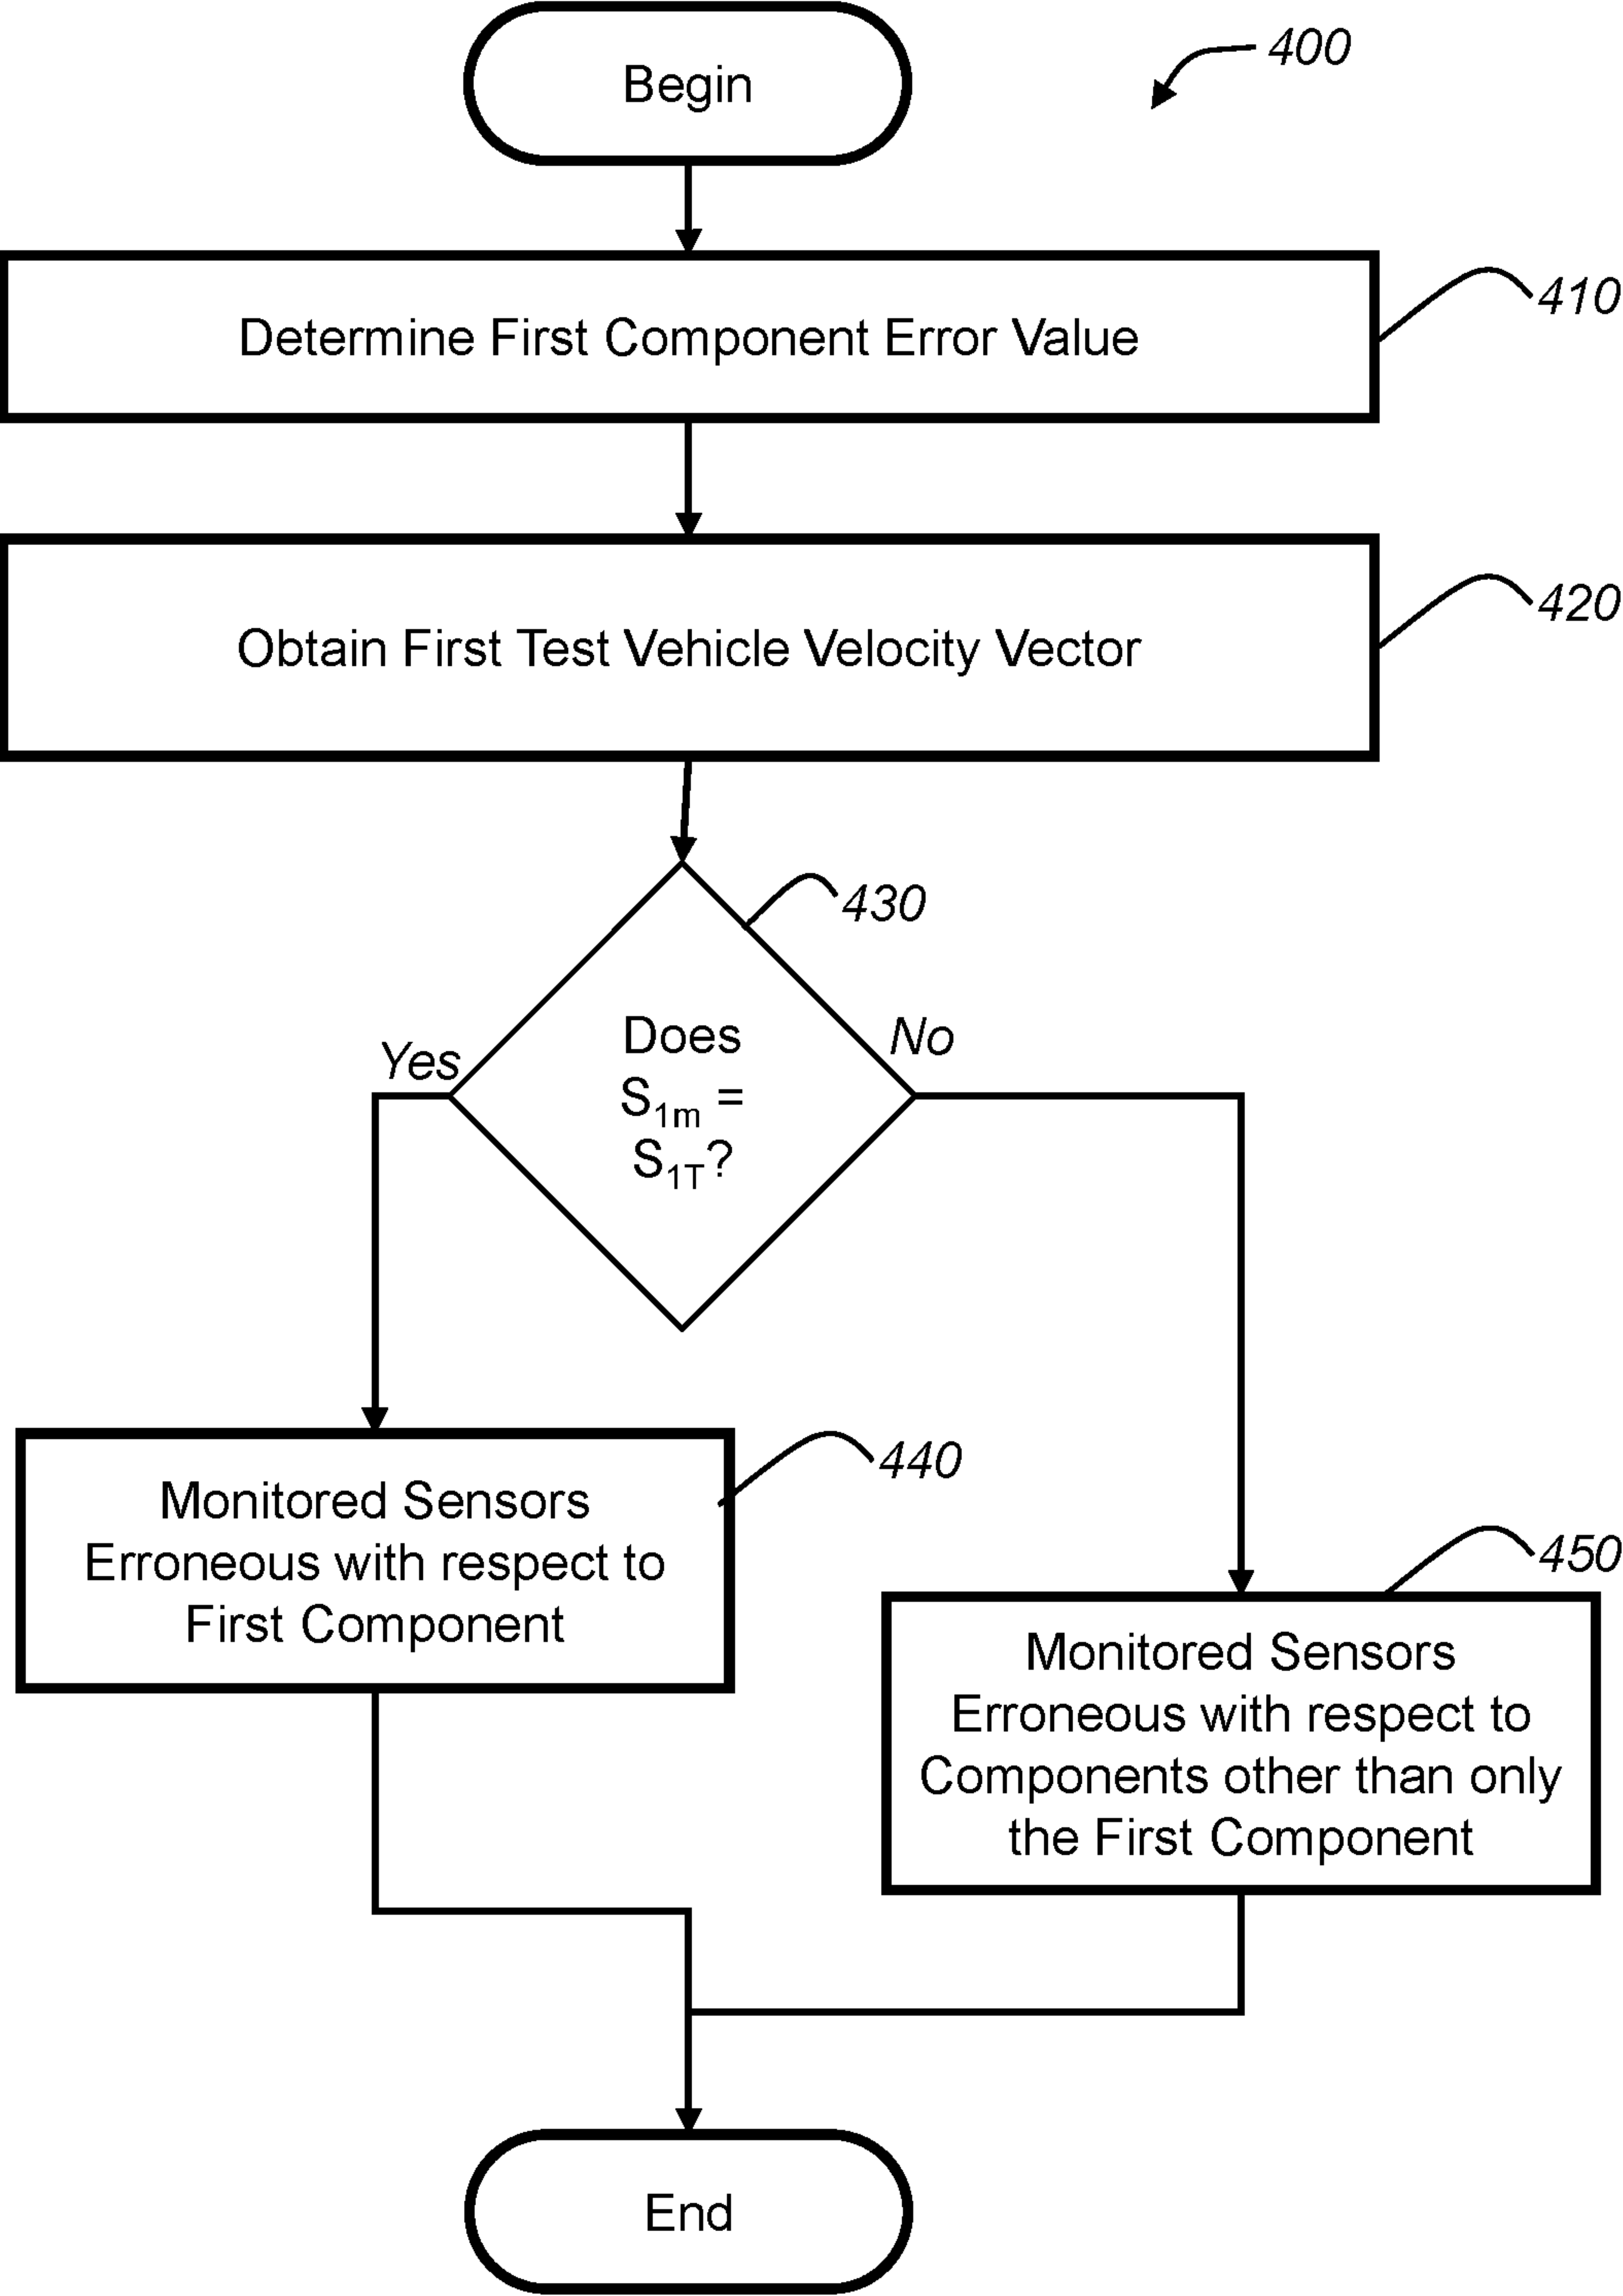 Begin
400
Determine First Component Error Value
410
Obtain First Test Vehicle Velocity Vector
420
430
Does
S1m =
S1T?
Yes
No
Monitored Sensors
Erroneous with respect to
First Component
440
450
Monitored Sensors
Erroneous with respect to
Components other than only
the First Component
End